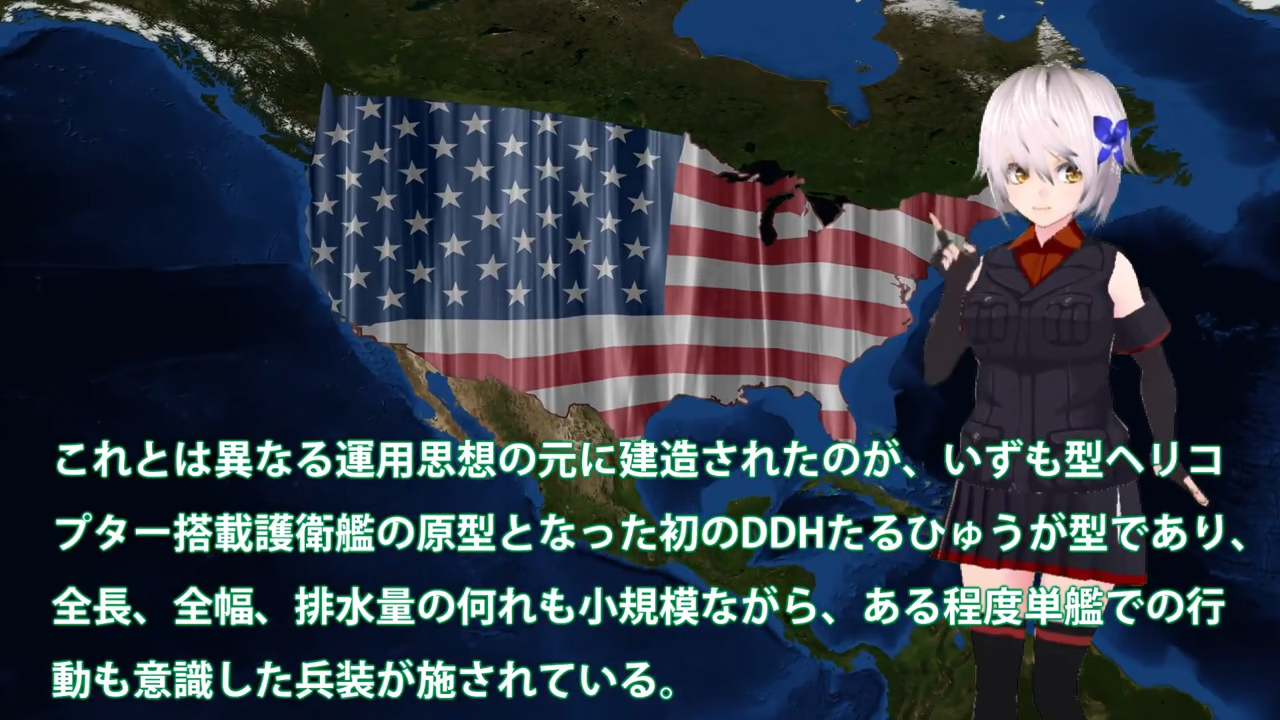 これとは異なる運用思想の元に建造されたのが、いずも型ヘリコ
プター搭載護衛艦の原型となった初のDDHたるひゅうが型であり、
全長、全幅、排水量の何れも小規模ながら、ある程度単艦での行
動も意識した兵装が施されている。